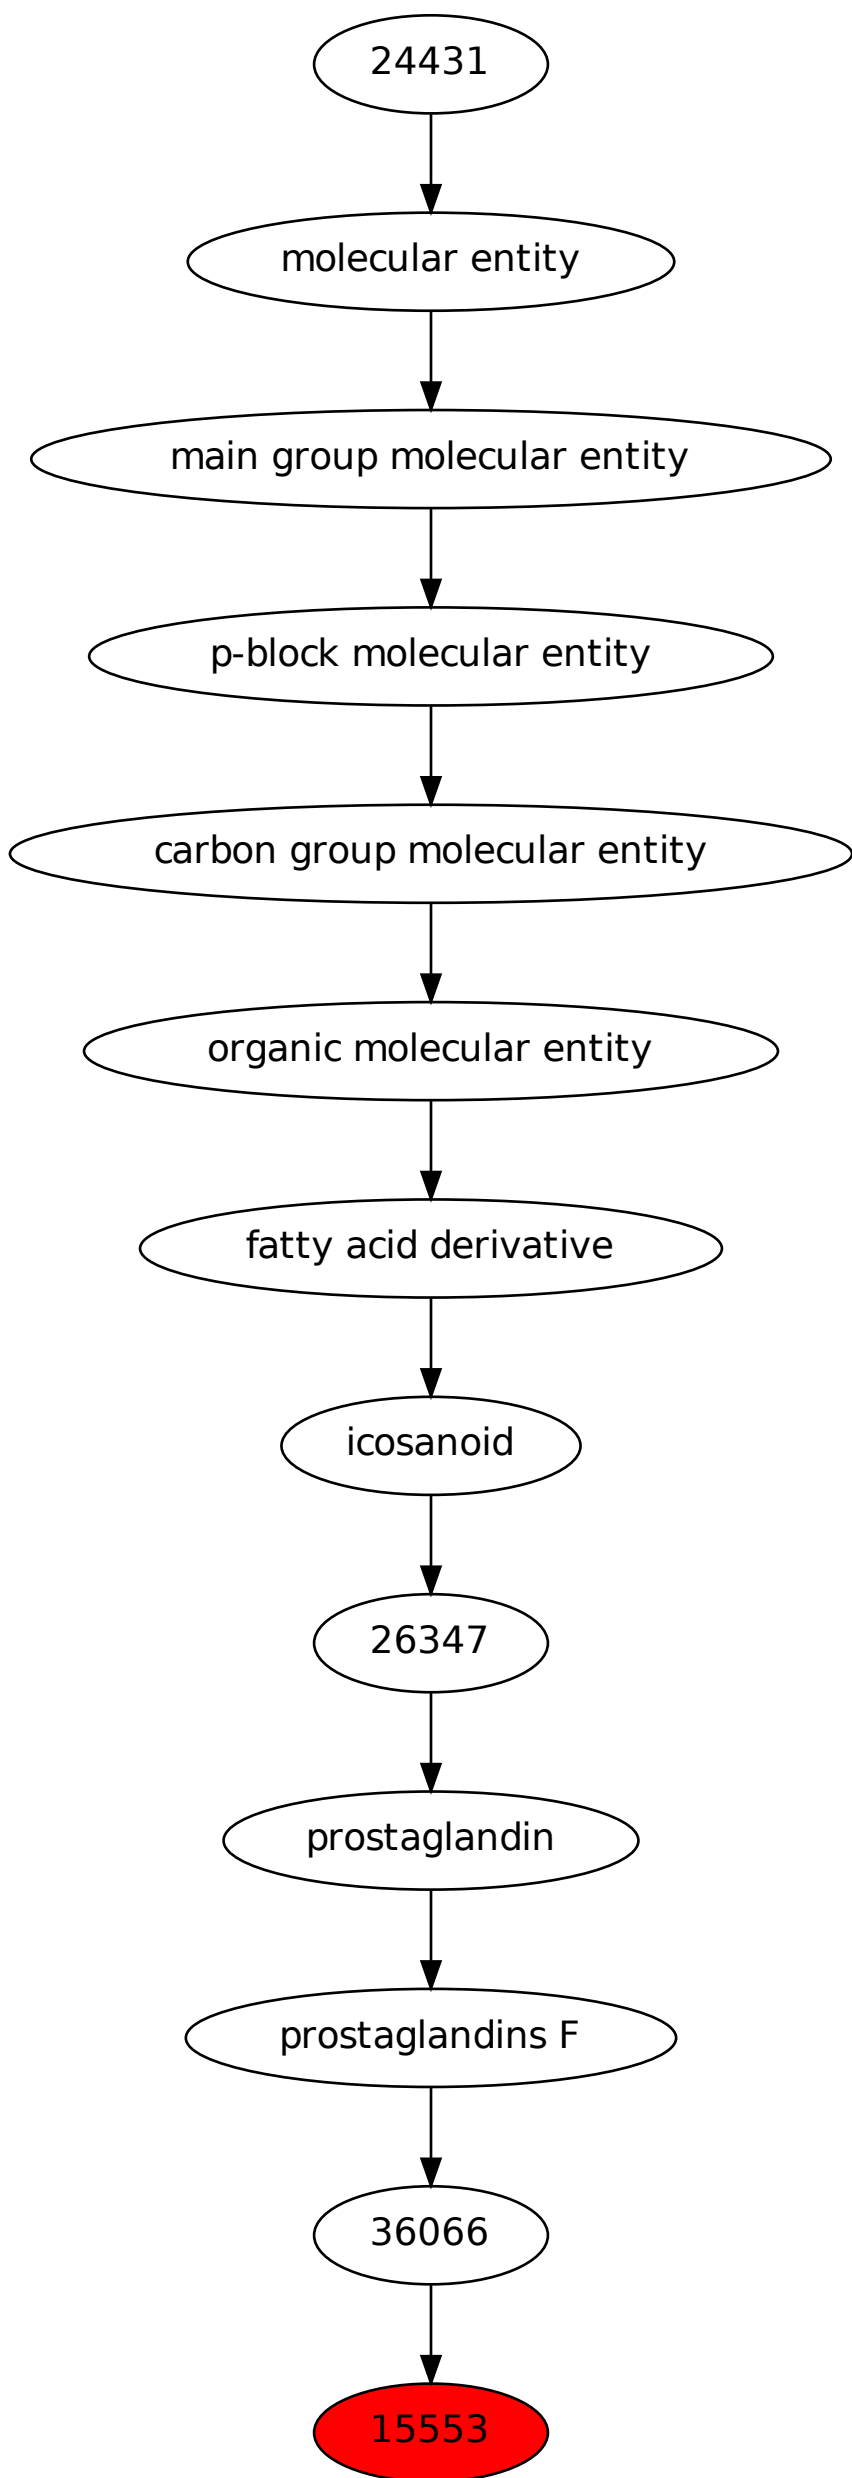 24431
molecular entity
main group molecular entity
p-block molecular entity
carbon group molecular entity
organic molecular entity
fatty acid derivative
icosanoid
26347
prostaglandin
prostaglandins F
36066
15553